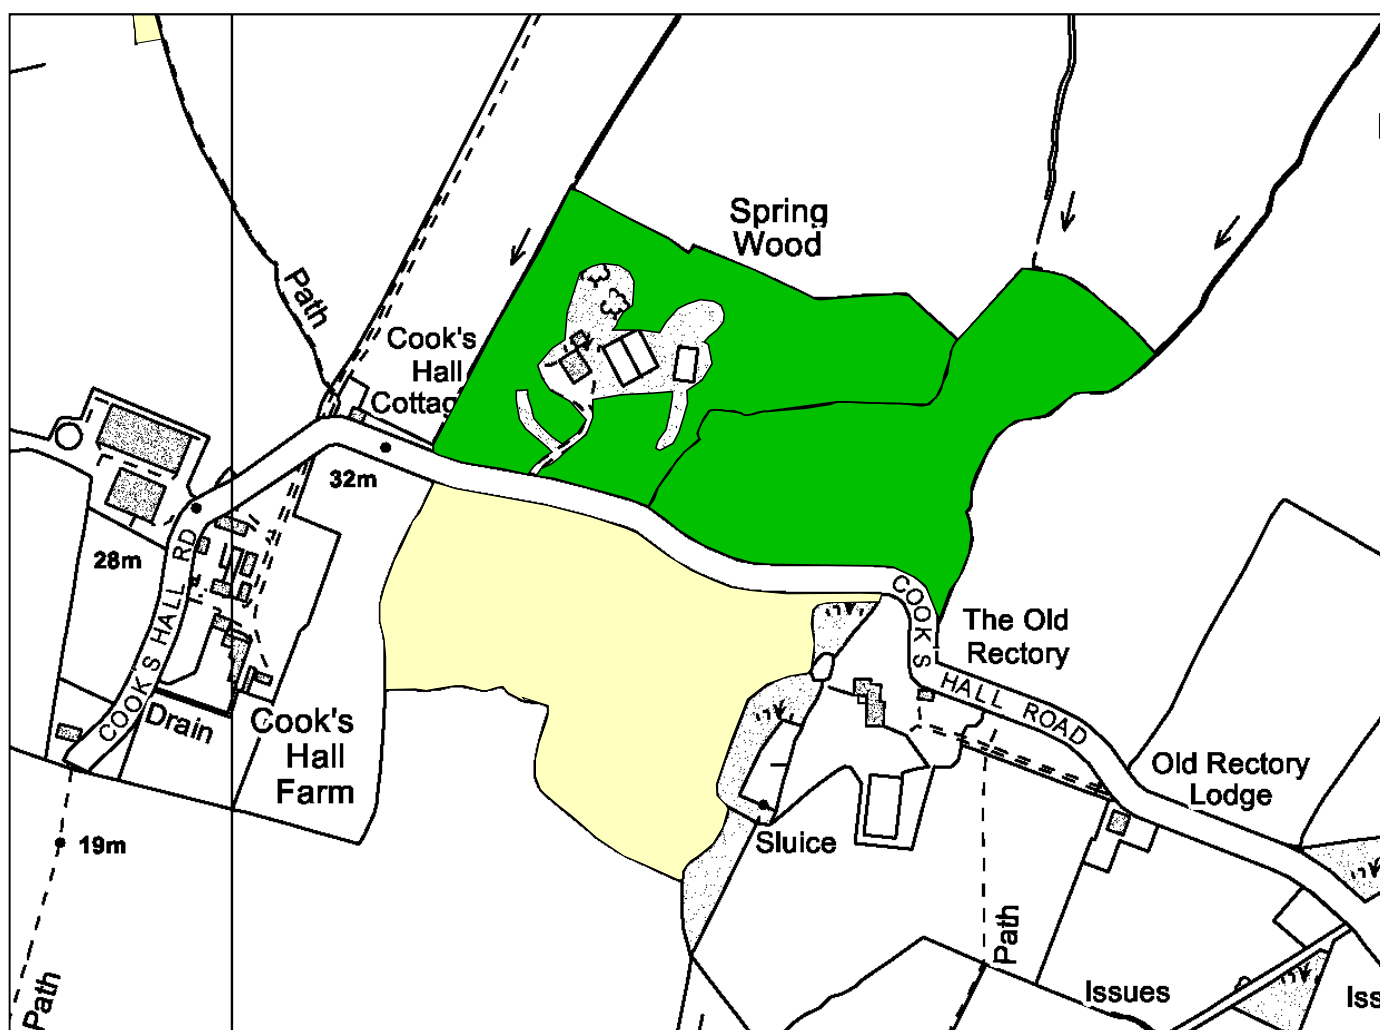 Spring
Wood
Path
Cook's
Hall
Cottag
32m
28m
COOK'S HALL RD
Drain
Cook's
Hall
Farm
19m
Path
COOK'S HALL ROAD
The Old
Rectory
Old Rectory
Lodge
Sluice
Path
Issues
Iss